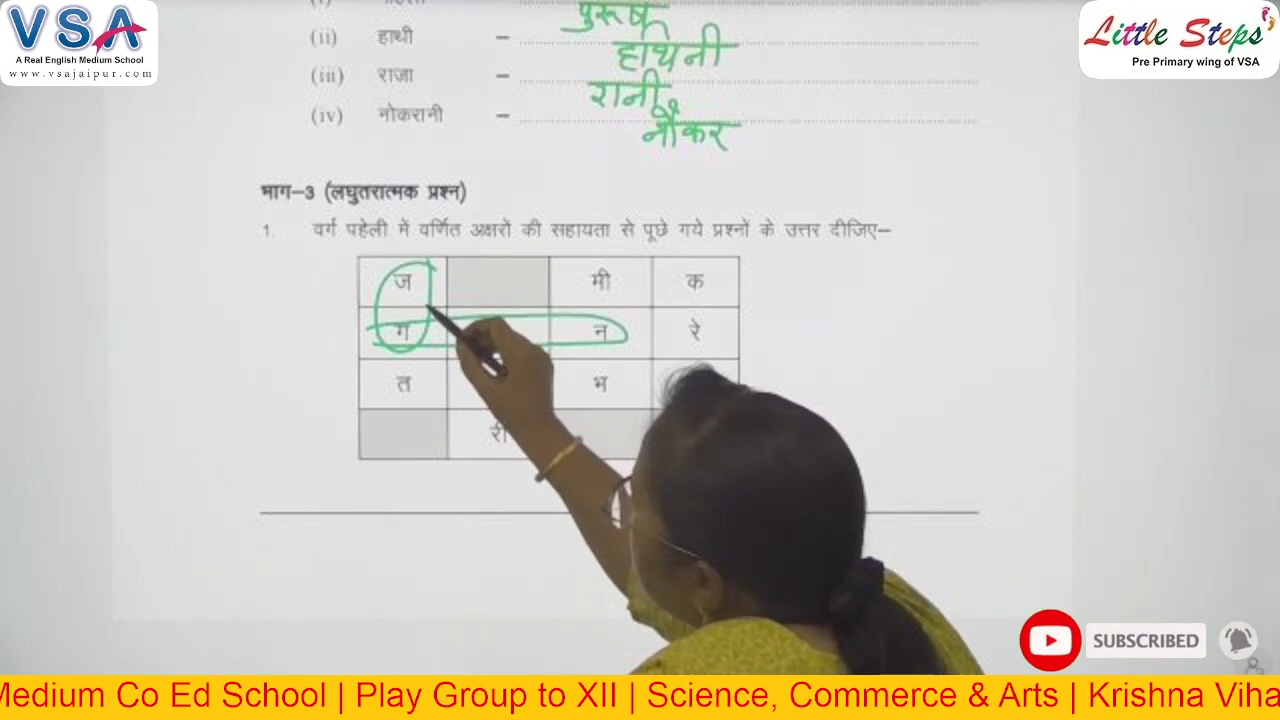 VSA
A Real English Medium School
www.vsajaipur.com
Little Steps
Pre Primary wing of VSA
पुरूष
(ii) हाथी – हाथिनी
(iii) राजा – रानी
(iv) नोकरानी – नौकर
भाग-3 (लघुतरात्मक प्रश्न)
1. वर्ग पहेली में वर्णित अक्षरों की सहायता से पूछे गये प्रश्नों के उत्तर दीजिए–
ज मी क
ग न रे
त भ
री
SUBSCRIBED
Medium Co Ed School | Play Group to XII | Science, Commerce & Arts | Krishna Viha